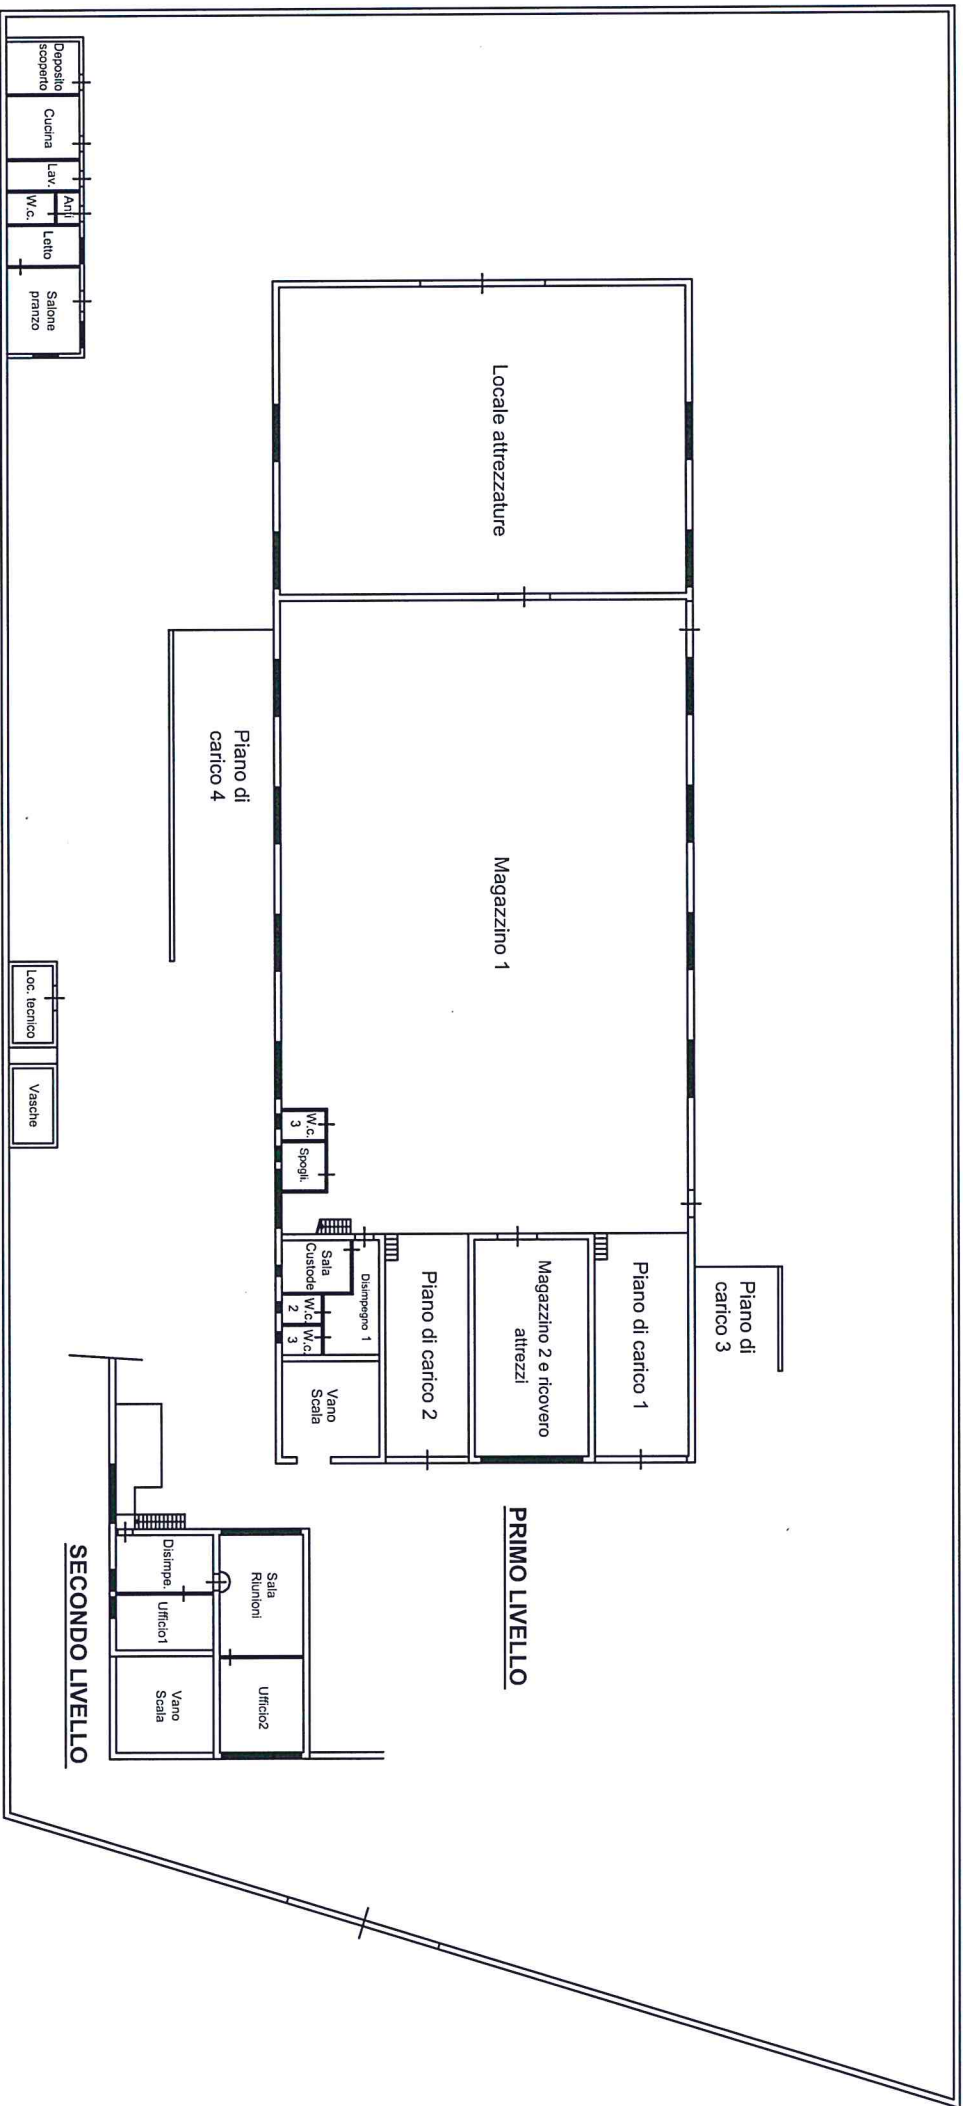 Deposito
scoperto
Cucina
Lav.
Anti
W.c.
Letto
Salone
pranzo
Locale attrezzature
Piano di
carico 4
Magazzino 1
Loc. tecnico
Vasche
W.c.
3
Spogli.
Sala
Custode
Disimpegno 1
W.c.
2
W.c.
3
Vano
Scala
Piano di carico 2
Magazzino 2 e ricovero
attrezzi
Piano di carico 1
Piano di
carico 3
PRIMO LIVELLO
Disimpe.
Ufficio1
Sala
Riunioni
Ufficio2
Vano
Scala
SECONDO LIVELLO